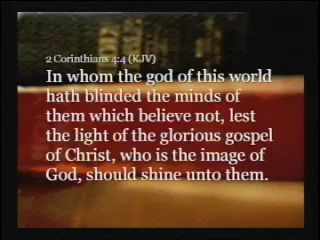 2 Corinthians 4:4 (KJV)
In whom the god of this world
hath blinded the minds of
them which believe not, lest
the light of the glorious gospel
of Christ, who is the image of
God, should shine unto them.